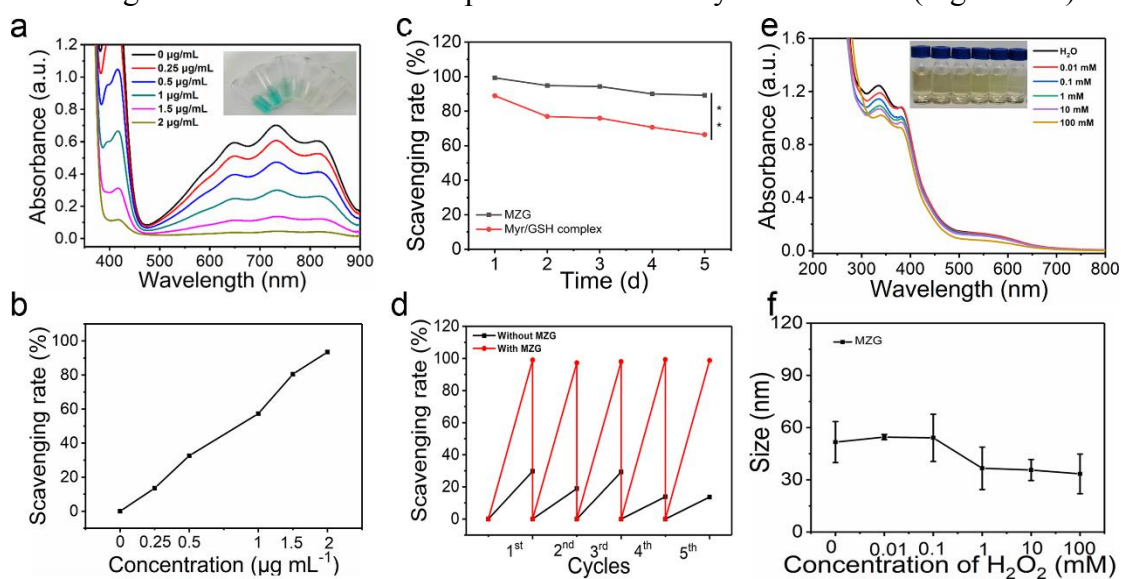 a
Absorbance (a.u.)
1.2
1.0
0.8
0.6
0.4
0.2
0.0
0 µg/mL
0.25 µg/mL
0.5 µg/mL
1 µg/mL
1.5 µg/mL
2 µg/mL
400 500 600 700 800 900
Wavelength (nm)
b
Scavenging rate (%)
100
80
60
40
20
0
0 0.25 0.5 1 1.5 2
Concentration (µg mL⁻¹)
c
Scavenging rate (%)
120
100
80
60
40
20
0
**
MZG
Myr/GSH complex
1 2 3 4 5
Time (d)
d
Scavenging rate (%)
120
100
80
60
40
20
0
Without MZG
With MZG
1st 2nd 3rd 4th 5th
Cycles
e
Absorbance (a.u.)
1.6
1.2
0.8
0.4
0.0
H₂O
0.01 mM
0.1 mM
1 mM
10 mM
100 mM
200 300 400 500 600 700 800
Wavelength (nm)
f
Size (nm)
120
90
60
30
0
MZG
0 0.01 0.1 1 10 100
Concentration of H₂O₂ (mM)